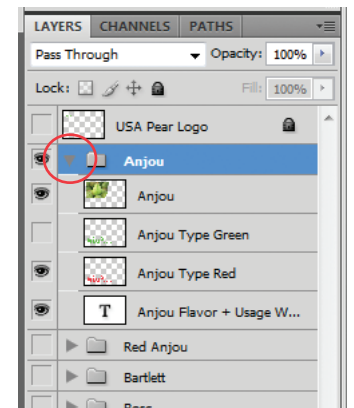 LAYERS CHANNELS PATHS
Pass Through Opacity: 100%
Lock: Fill: 100%
USA Pear Logo
Anjou
Anjou
Anjou Type Green
Anjou Type Red
T Anjou Flavor + Usage W...
Red Anjou
Bartlett